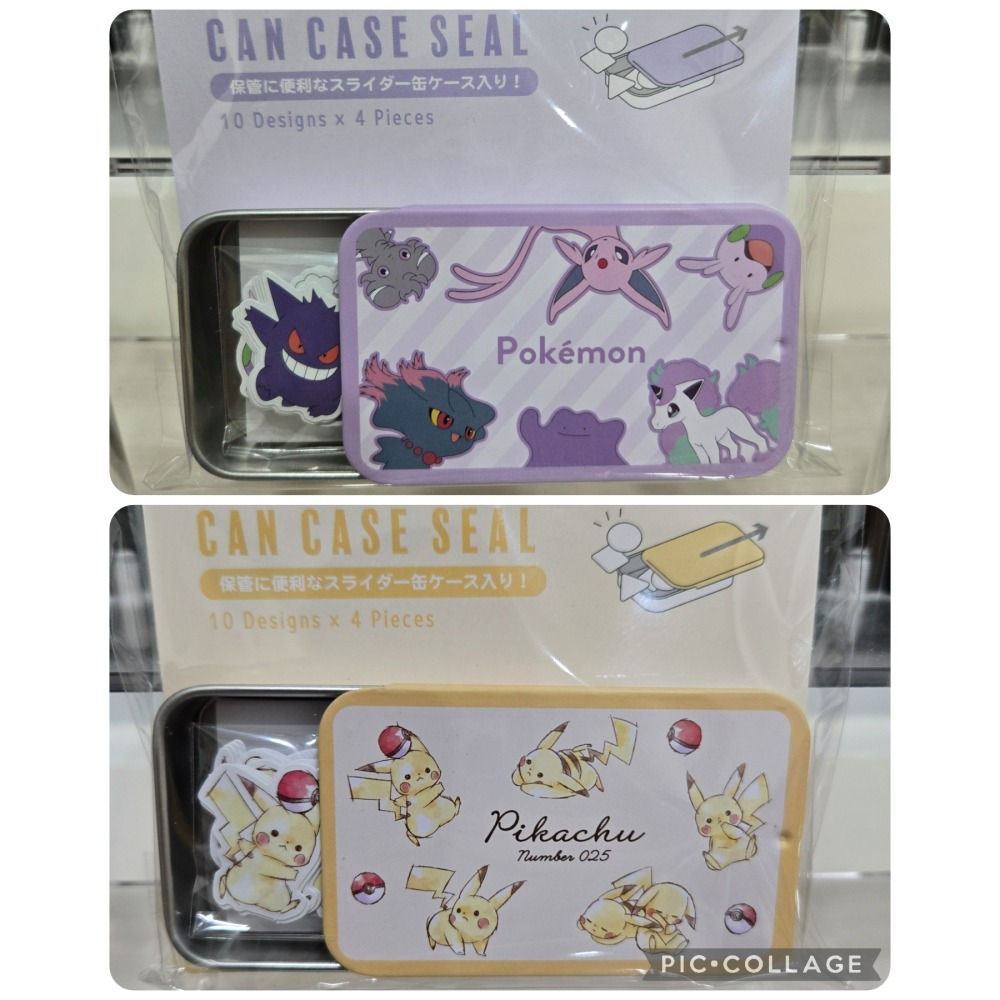 CAN CASE SEAL
保管に便利なスライダー缶ケース入り！
10 Designs × 4 Pieces
Pokémon
CAN CASE SEAL
保管に便利なスライダー缶ケース入り！
10 Designs × 4 Pieces
Pikachu
Number 025
PIC•COLLAGE